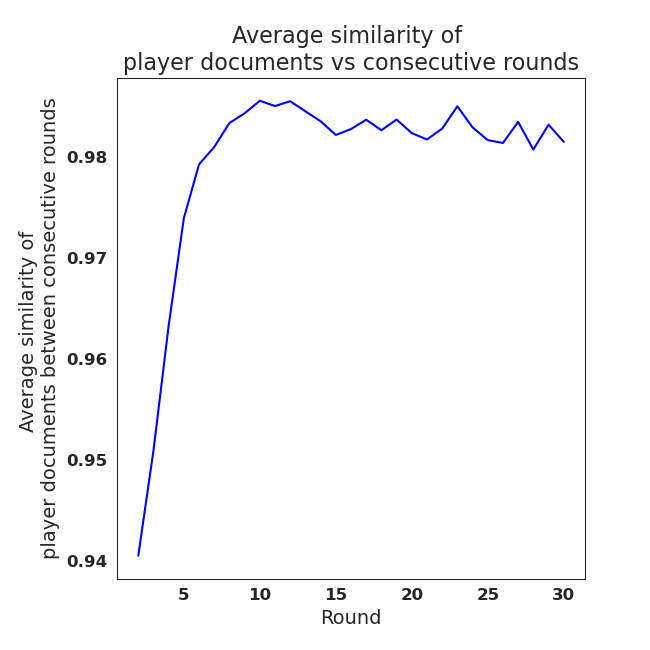 Average similarity of
player documents vs consecutive rounds
Average similarity of
player documents between consecutive rounds
0.98
0.97
0.96
0.95
0.94
5 10 15 20 25 30
Round